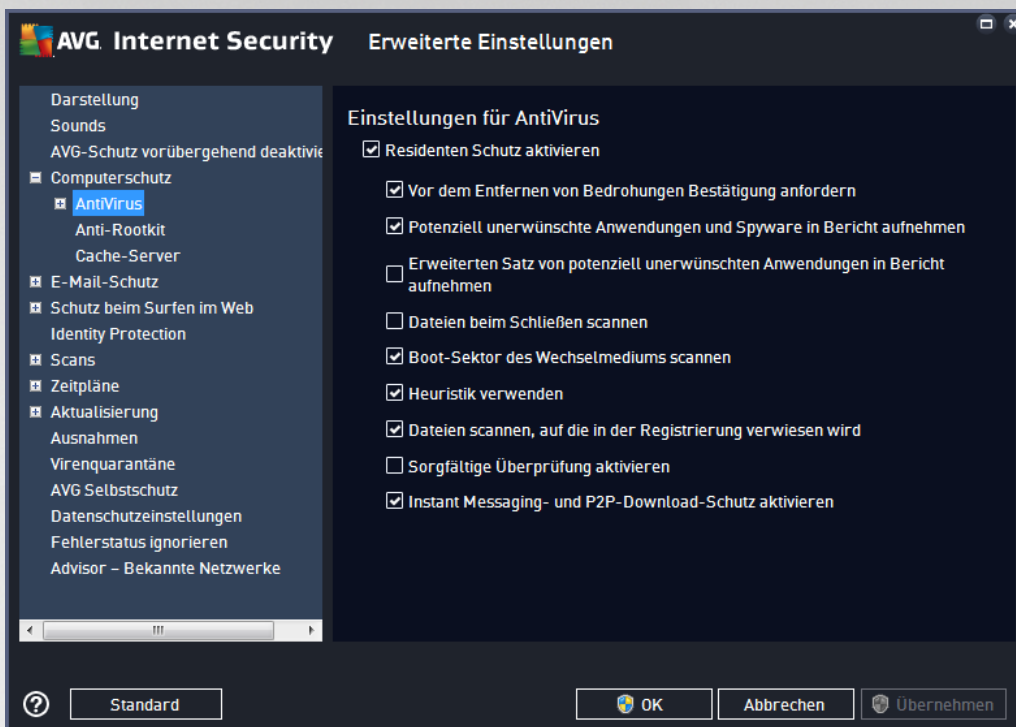 AVG. Internet Security Erweiterte Einstellungen
Darstellung
Sounds
AVG-Schutz vorübergehend deaktivie
Computerschutz
AntiVirus
Anti-Rootkit
Cache-Server
E-Mail-Schutz
Schutz beim Surfen im Web
Identity Protection
Scans
Zeitpläne
Aktualisierung
Ausnahmen
Virenquarantäne
AVG Selbstschutz
Datenschutzeinstellungen
Fehlerstatus ignorieren
Advisor – Bekannte Netzwerke
Einstellungen für AntiVirus
Residenten Schutz aktivieren
Vor dem Entfernen von Bedrohungen Bestätigung anfordern
Potenziell unerwünschte Anwendungen und Spyware in Bericht aufnehmen
Erweiterten Satz von potenziell unerwünschten Anwendungen in Bericht
aufnehmen
Dateien beim Schließen scannen
Boot-Sektor des Wechselmediums scannen
Heuristik verwenden
Dateien scannen, auf die in der Registrierung verwiesen wird
Sorgfältige Überprüfung aktivieren
Instant Messaging- und P2P-Download-Schutz aktivieren
Standard
OK
Abbrechen
Übernehmen